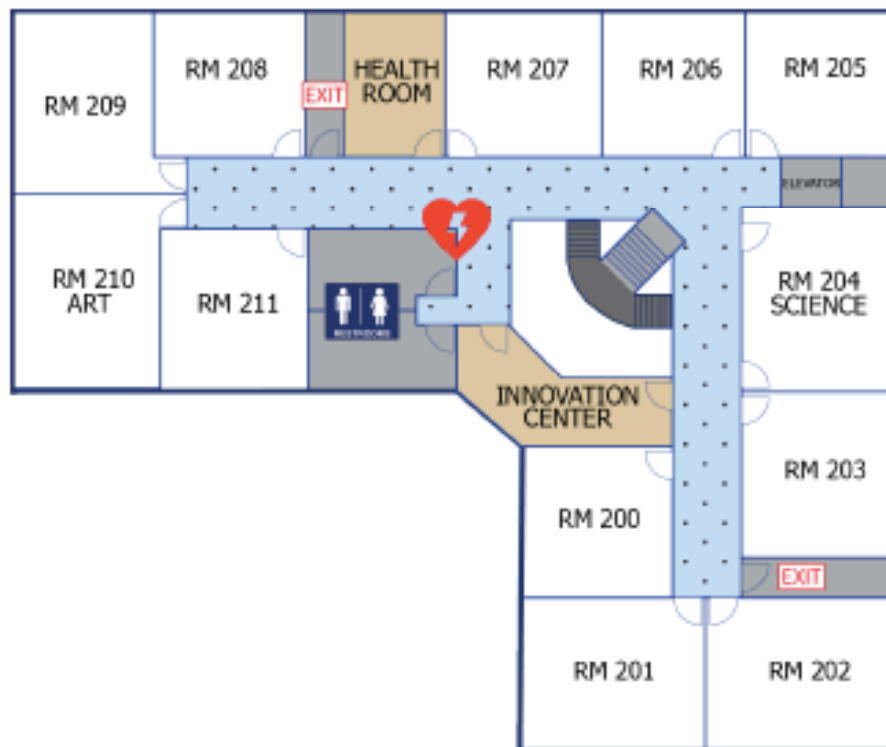 RM 208
HEALTH
ROOM
RM 207
RM 206
RM 205
RM 209
EXIT
ELEVATOR
RM 210
ART
RM 211
RESTROOMS
RM 204
SCIENCE
INNOVATION
CENTER
RM 203
RM 200
EXIT
RM 201
RM 202